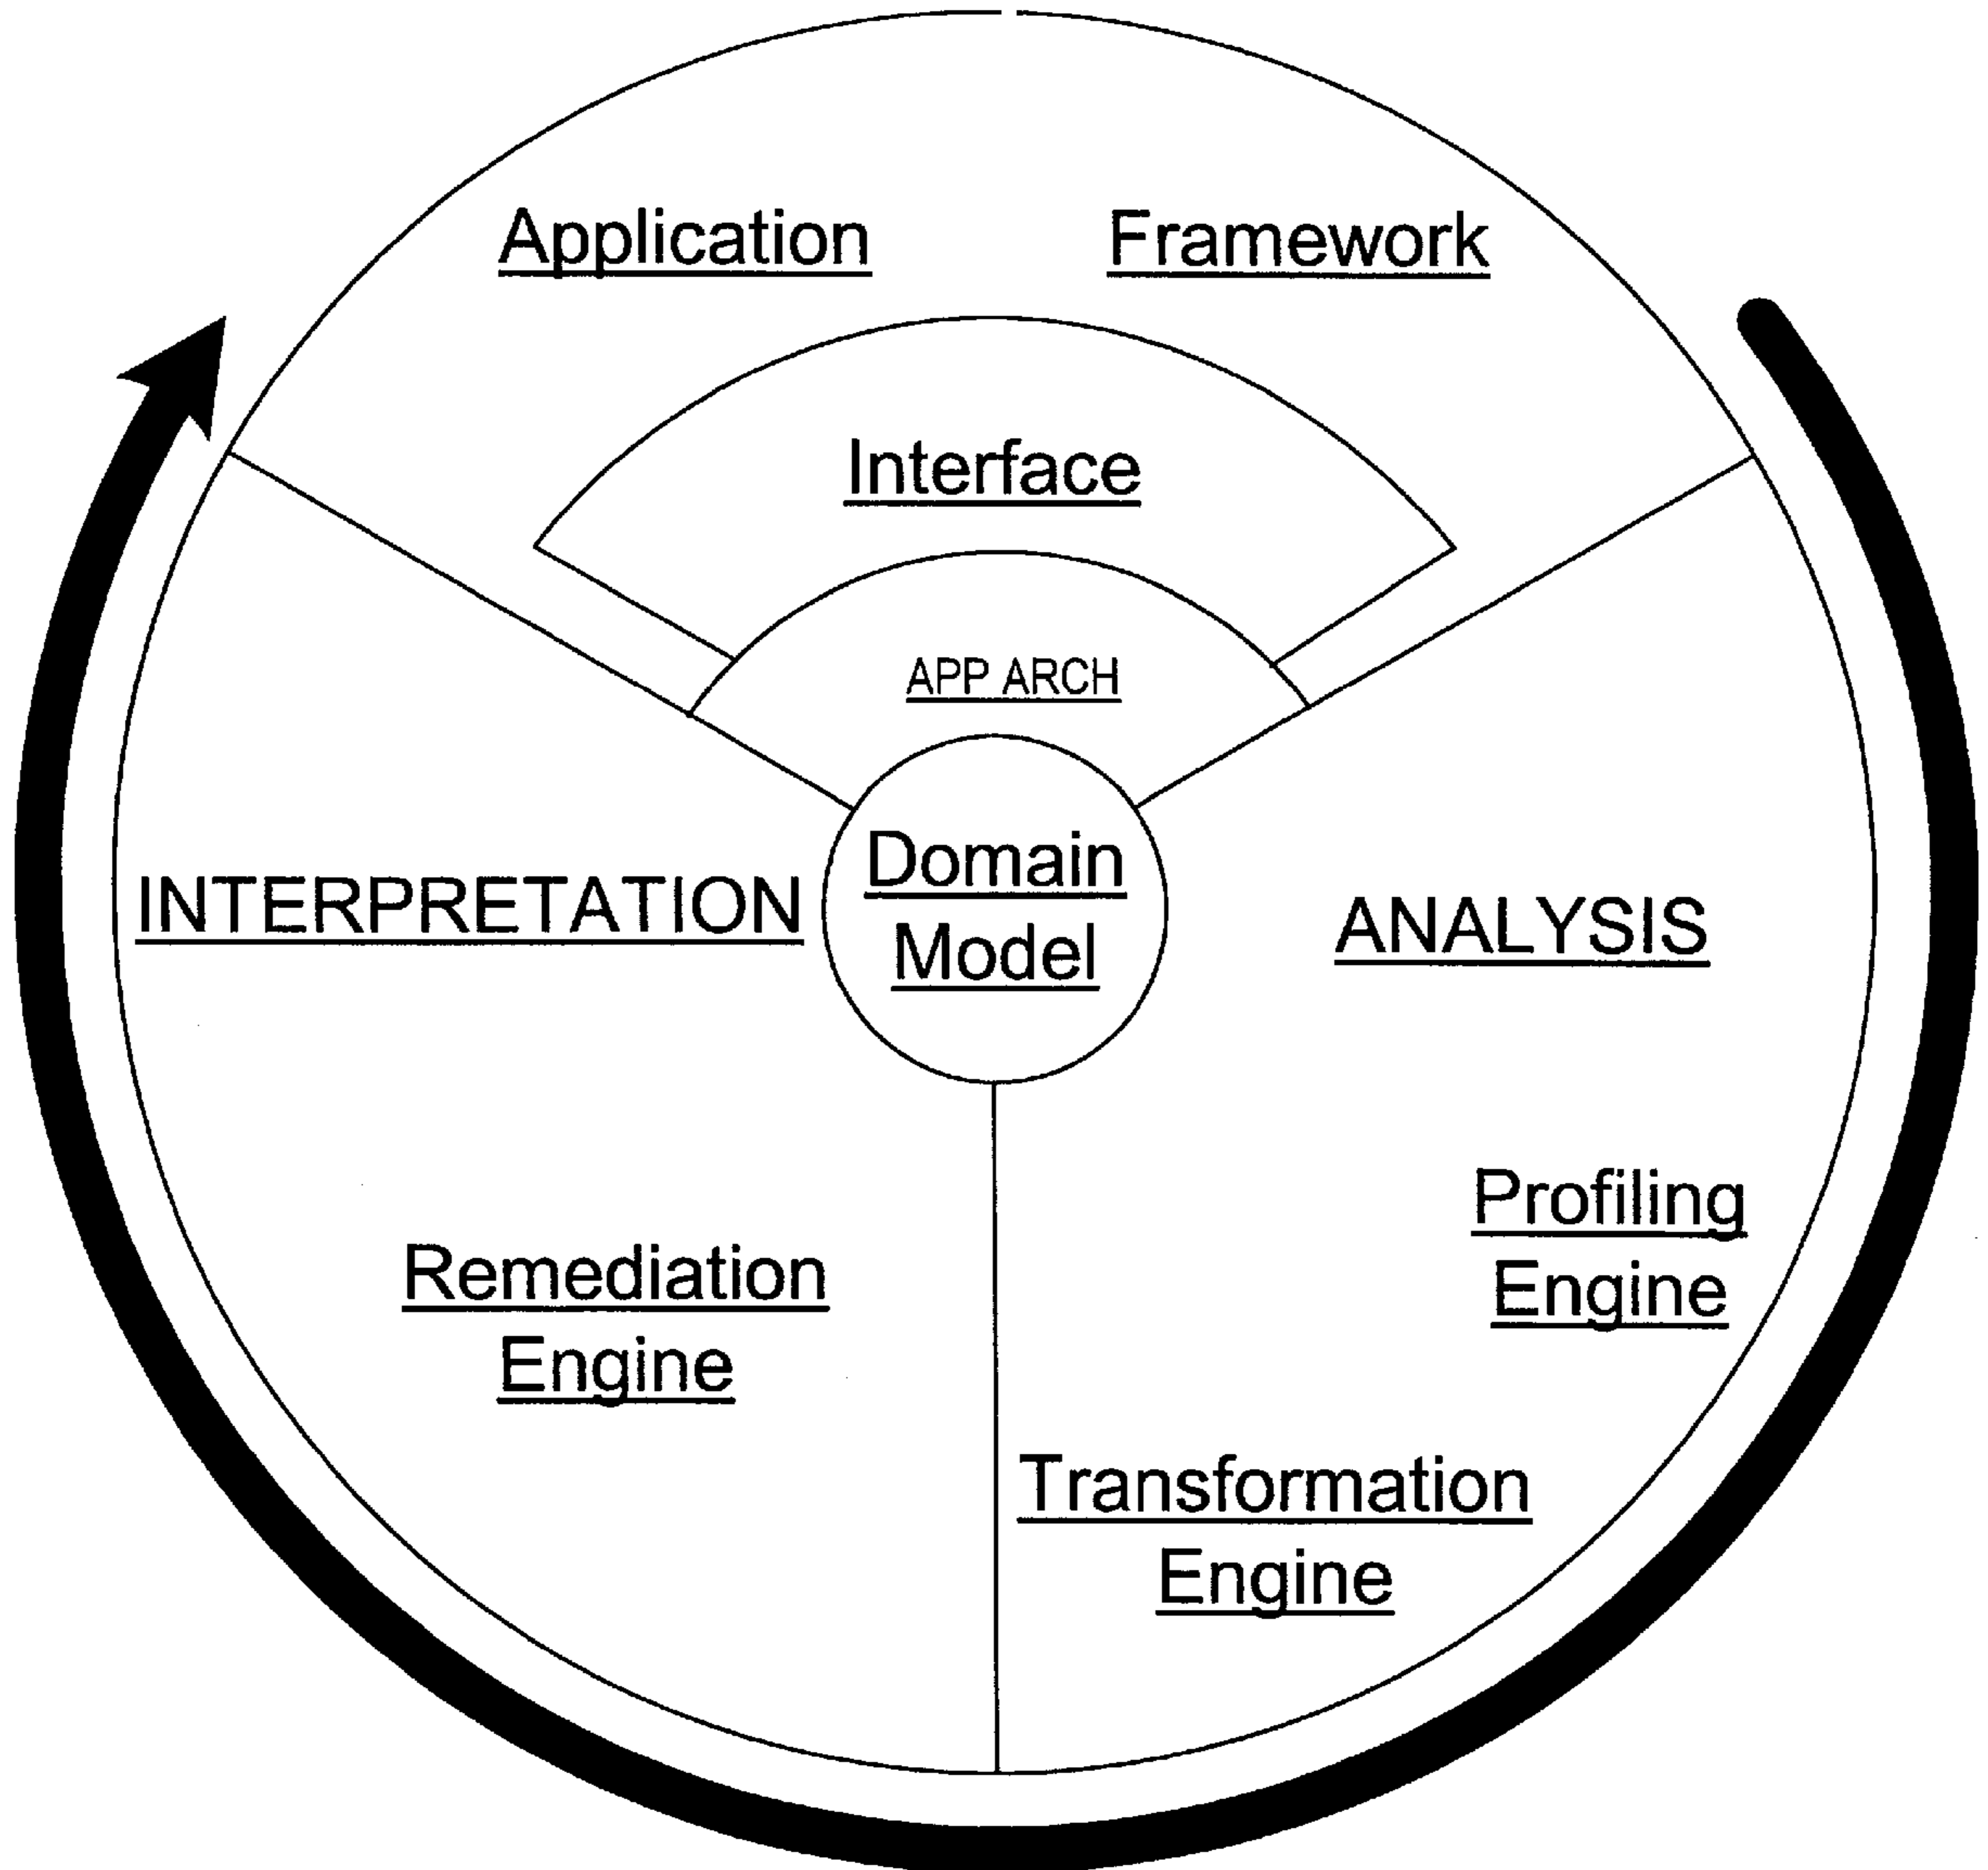 Application Framework
Interface
APP ARCH
Domain
Model
INTERPRETATION
ANALYSIS
Profiling
Engine
Remediation
Engine
Transformation
Engine